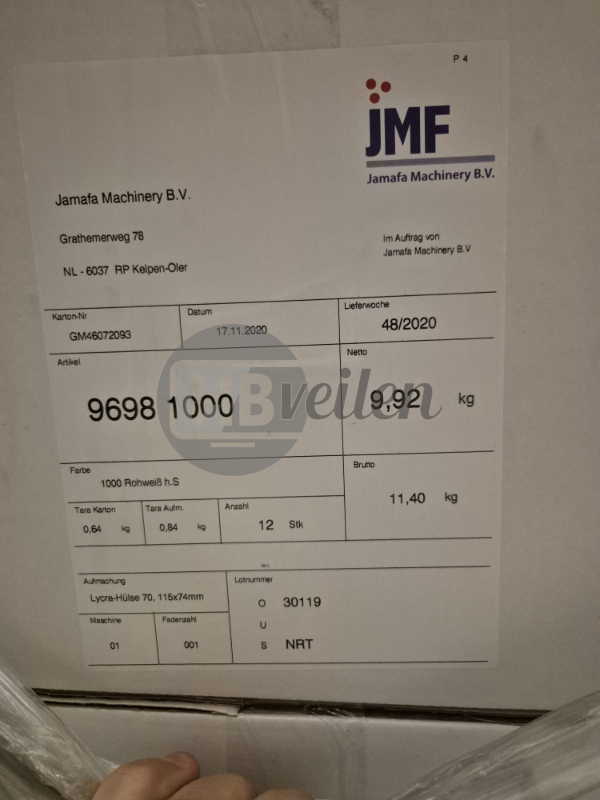 P 4
JMF
Jamafa Machinery B.V.
Jamafa Machinery B.V.
Grathemerweg 78
NL - 6037 RP Kelpen-Oler
Im Auftrag von
Jamafa Machinery B.V
Karton-Nr
GM46072093
Datum
17.11.2020
Lieferwoche
48/2020
Artikel
9698 1000
Netto
9,92 kg
veilen
Farbe
1000 Rohweiß h.S
Brutto
11,40 kg
Tara Karton
0,64 kg
Tara Aufm.
0,84 kg
Anzahl
12 Stk
Aufmachung
Lycra-Hülse 70, 115x74mm
Maschine
01
Fadenzahl
001
Lotnummer
O 30119
U
S NRT